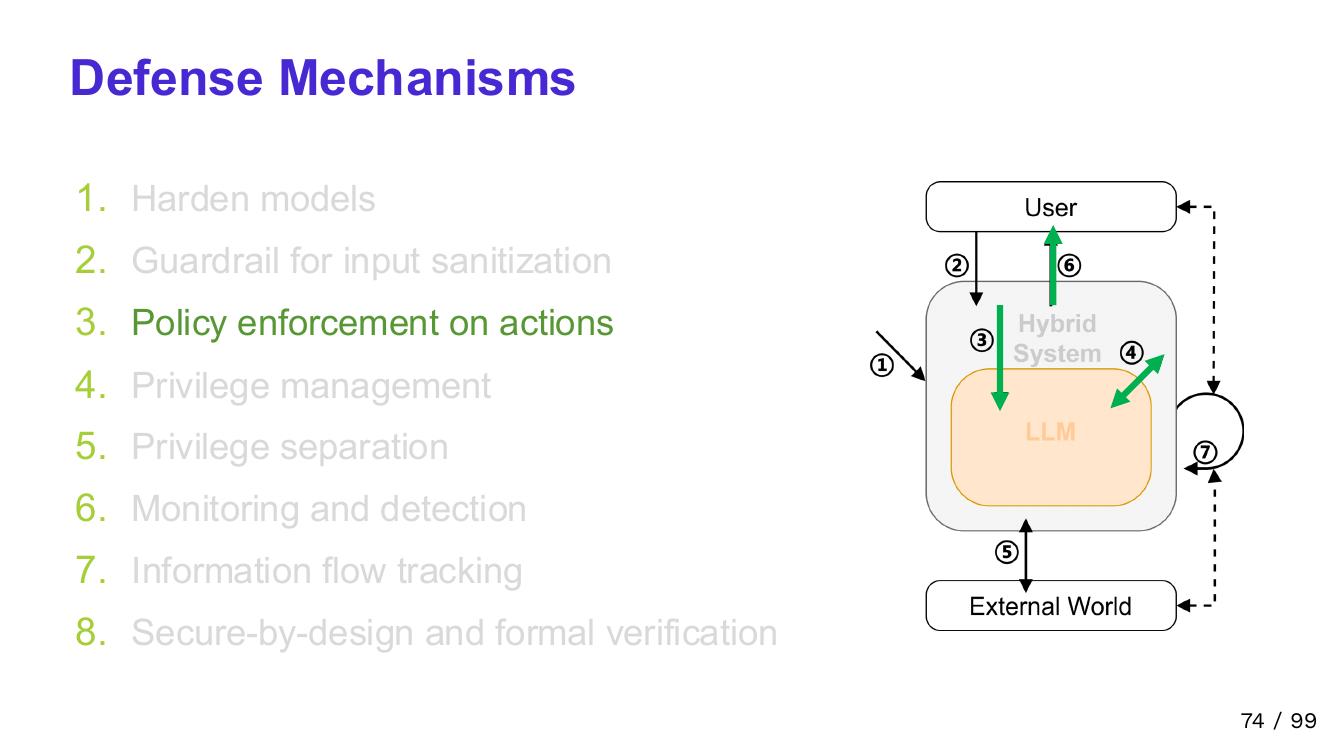 Defense Mechanisms
1. Harden models
2. Guardrail for input sanitization
3. Policy enforcement on actions
4. Privilege management
5. Privilege separation
6. Monitoring and detection
7. Information flow tracking
8. Secure-by-design and formal verification
User
② ⑥
Hybrid
System
③ ④
①
LLM
⑦
⑤
External World
74 / 99